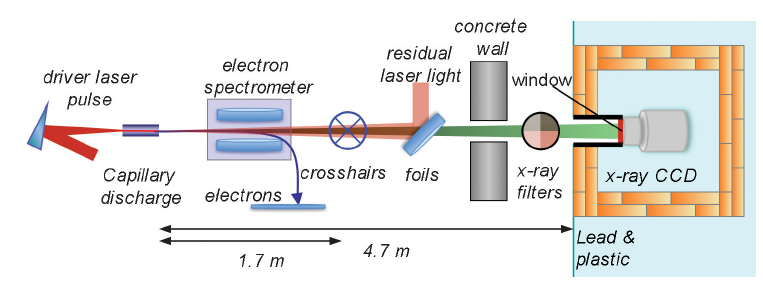 driver laser
pulse
Capillary
discharge
electron
spectrometer
electrons
crosshairs
residual
laser light
foils
concrete
wall
window
x-ray
filters
x-ray CCD
Lead &
plastic
1.7 m
4.7 m